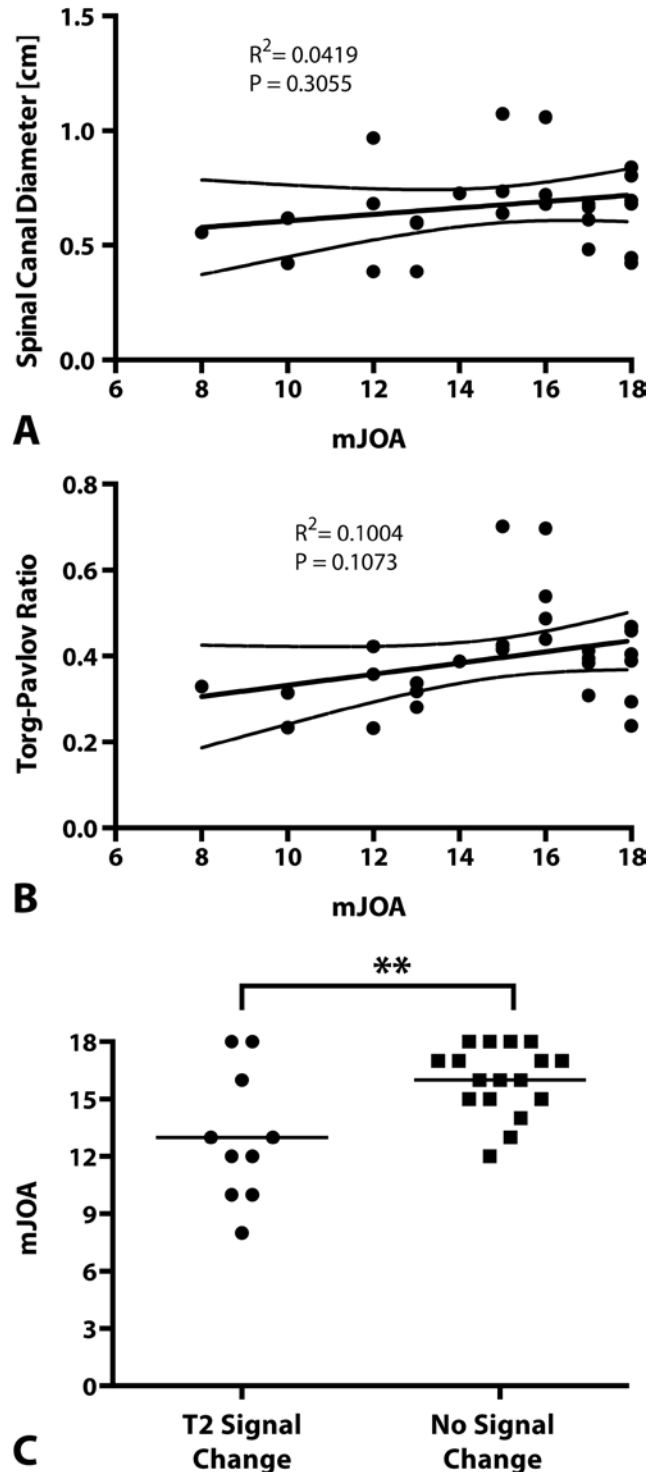 1.5
1.0
0.5
0.0
Spinal Canal Diameter [cm]
R²= 0.0419
P = 0.3055
6 8 10 12 14 16 18
mJOA
A
0.8
0.6
0.4
0.2
0.0
Torg-Pavlov Ratio
R²= 0.1004
P = 0.1073
6 8 10 12 14 16 18
mJOA
B
**
18
15
12
9
6
3
0
mJOA
T2 Signal
Change
No Signal
Change
C